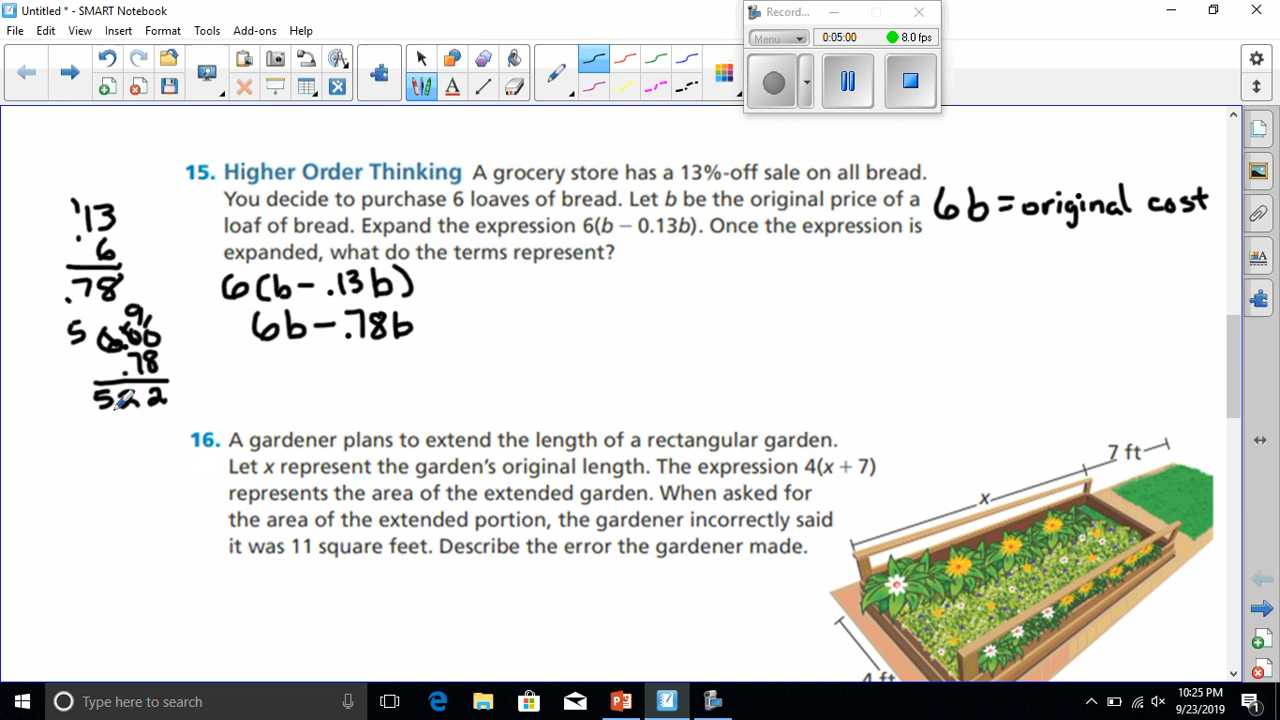 Untitled * - SMART Notebook
File Edit View Insert Format Tools Add-ons Help
Record...
Menu 0:05:00 8.0 fps
15. Higher Order Thinking A grocery store has a 13%-off sale on all bread.
You decide to purchase 6 loaves of bread. Let b be the original price of a
loaf of bread. Expand the expression 6(b − 0.13b). Once the expression is
expanded, what do the terms represent?
6b = original cost
.13
6
.78
.78
522
6(b - .13b)
6b - .78b
16. A gardener plans to extend the length of a rectangular garden.
Let x represent the garden's original length. The expression 4(x + 7)
represents the area of the extended garden. When asked for
the area of the extended portion, the gardener incorrectly said
it was 11 square feet. Describe the error the gardener made.
7 ft
x
4 ft
Type here to search
10:25 PM
9/23/2019